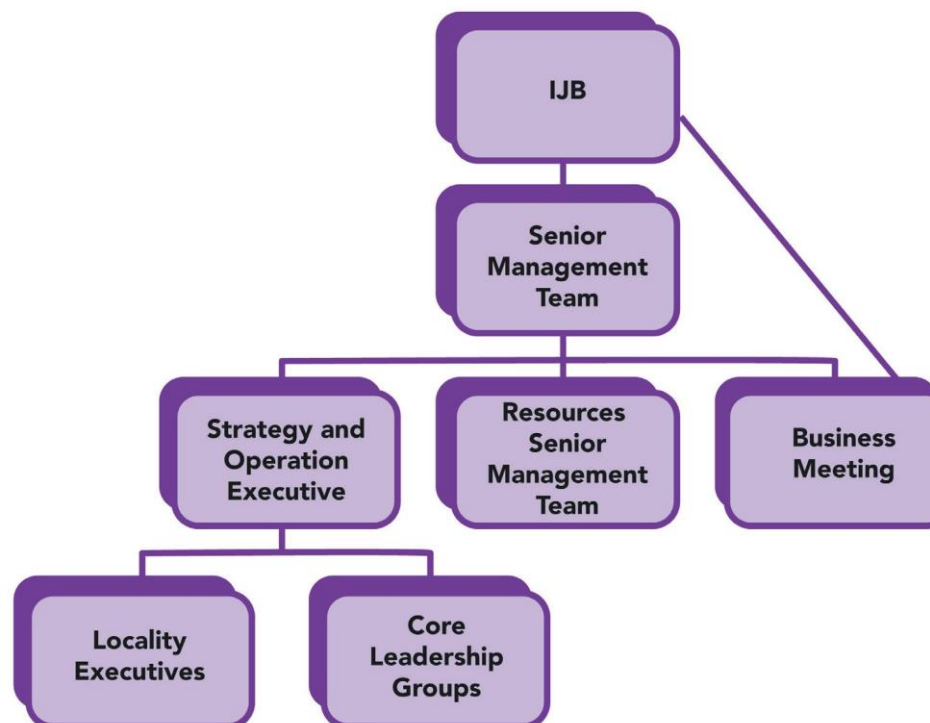 IJB
Senior
Management
Team
Strategy and
Operation
Executive
Resources
Senior
Management
Team
Business
Meeting
Locality
Executives
Core
Leadership
Groups